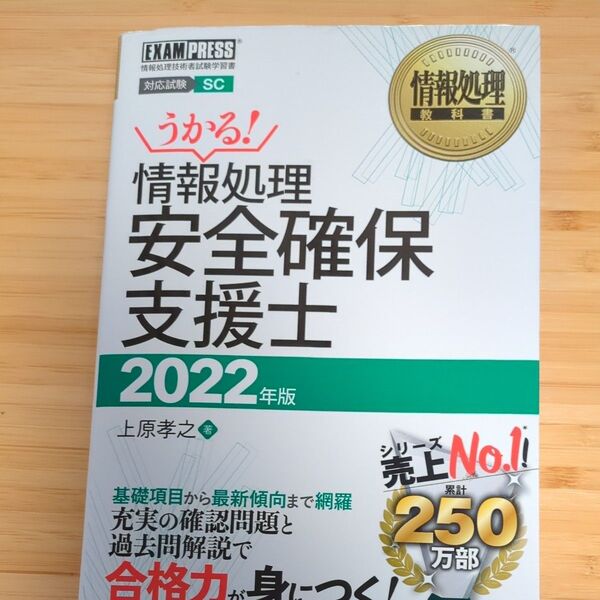 EXAMPRESS®
情報処理技術者試験学習書
対応試験 SC
情報処理®
教科書
うかる!
情報処理
安全確保
支援士
2022年版
上原孝之 著
シリーズ
売上No.1!
累計
250
万部
基礎項目から最新傾向まで網羅
充実の確認問題と
過去問解説で
合格力が身につく!